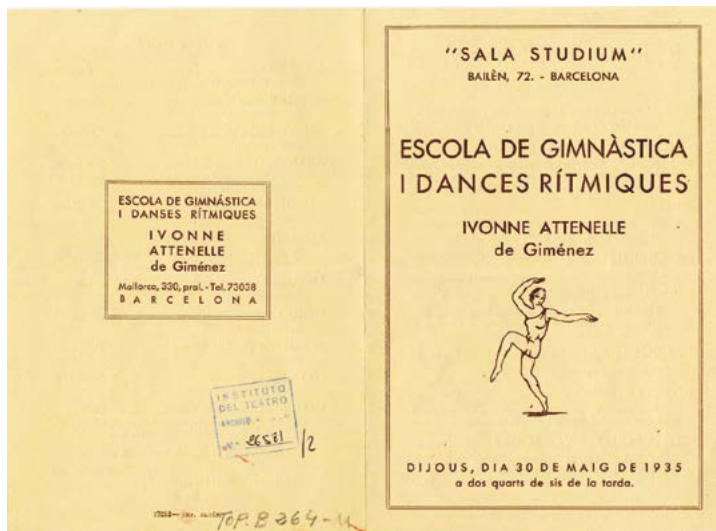 ESCOLA DE GIMNÁSTICA
I DANSES RÍTMIQUES
IVONNE
ATTENELLE
de Giménez
Mallorca, 330, pral. - Tel. 73038
BARCELONA
INSTITUTO
DEL TEATRO
ARCHIVO
N.º 26581 /2
TOP. B 264-
"SALA STUDIUM"
BAILÈN, 72. - BARCELONA
ESCOLA DE GIMNÀSTICA
I DANCES RÍTMIQUES
IVONNE ATTENELLE
de Giménez
DIJOUS, DIA 30 DE MAIG DE 1935
a dos quarts de sis de la tarda.